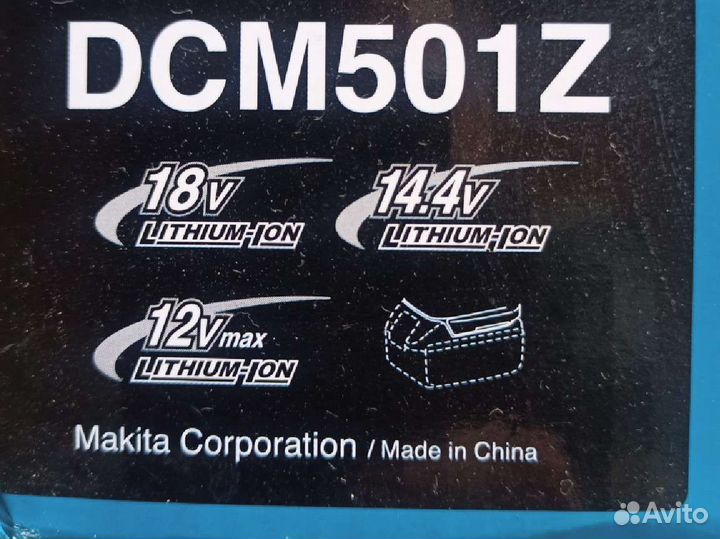 DCM501Z
18V LITHIUM-ION
14.4V LITHIUM-ION
12Vmax LITHIUM-ION
Makita Corporation / Made in China
Avito